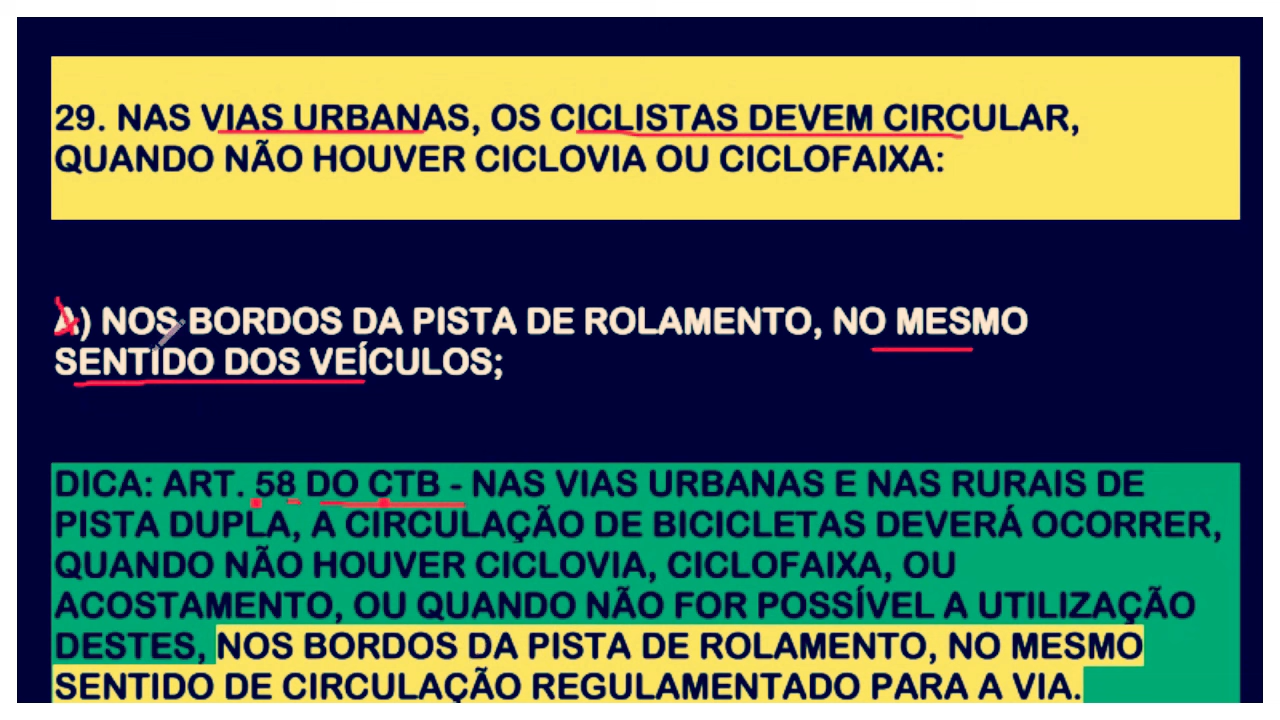 29. NAS VIAS URBANAS, OS CICLISTAS DEVEM CIRCULAR,
QUANDO NÃO HOUVER CICLOVIA OU CICLOFAIXA:
A) NOS BORDOS DA PISTA DE ROLAMENTO, NO MESMO
SENTIDO DOS VEÍCULOS;
DICA: ART. 58 DO CTB - NAS VIAS URBANAS E NAS RURAIS DE
PISTA DUPLA, A CIRCULAÇÃO DE BICICLETAS DEVERÁ OCORRER,
QUANDO NÃO HOUVER CICLOVIA, CICLOFAIXA, OU
ACOSTAMENTO, OU QUANDO NÃO FOR POSSÍVEL A UTILIZAÇÃO
DESTES, NOS BORDOS DA PISTA DE ROLAMENTO, NO MESMO
SENTIDO DE CIRCULAÇÃO REGULAMENTADO PARA A VIA.